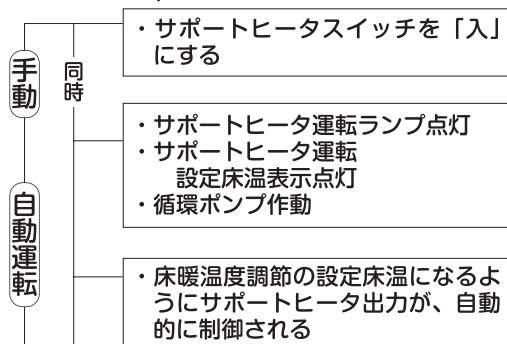 ・サポートヒータスイッチを「入」
にする
手動
同時
・サポートヒータ運転ランプ点灯
・サポートヒータ運転
設定床温表示点灯
・循環ポンプ作動
自動運転
・床暖温度調節の設定床温になるよ
うにサポートヒータ出力が、自動
的に制御される